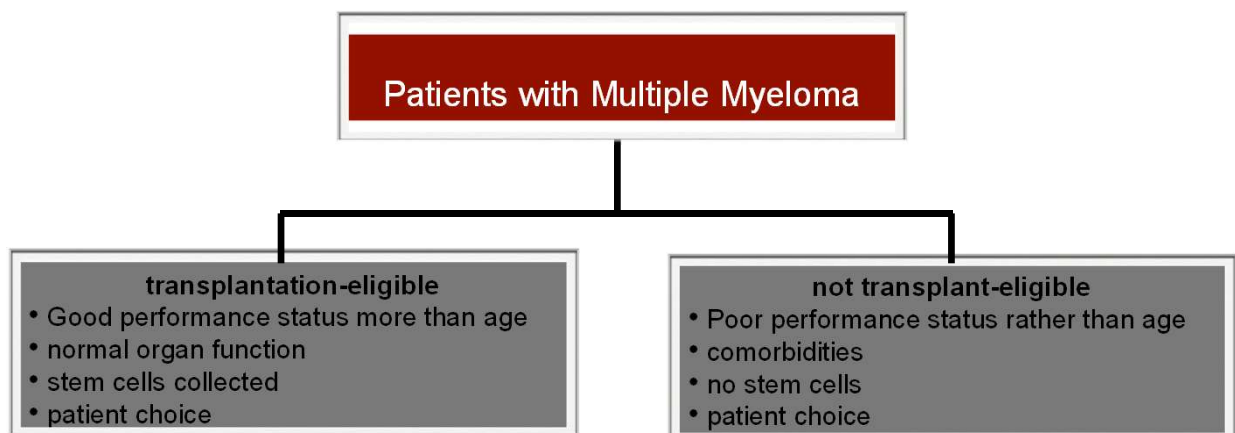 Patients with Multiple Myeloma
transplantation-eligible
• Good performance status more than age
• normal organ function
• stem cells collected
• patient choice
not transplant-eligible
• Poor performance status rather than age
• comorbidities
• no stem cells
• patient choice